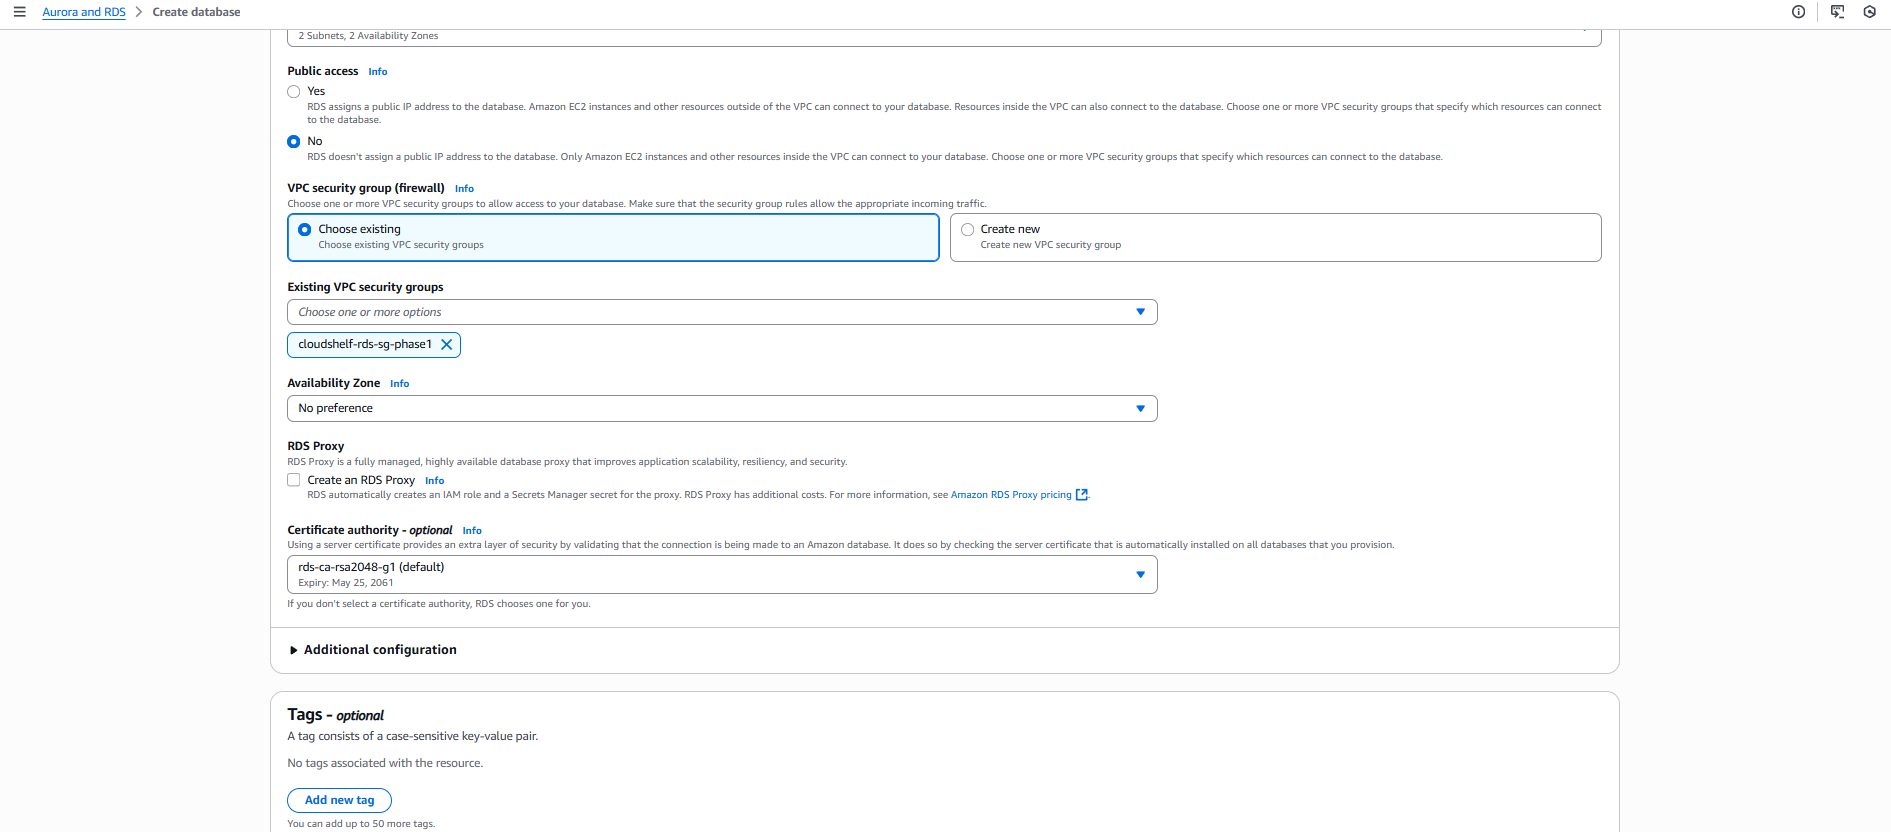 Aurora and RDS > Create database
2 Subnets, 2 Availability Zones
Public access Info
Yes
RDS assigns a public IP address to the database. Amazon EC2 instances and other resources outside of the VPC can connect to your database. Resources inside the VPC can also connect to the database. Choose one or more VPC security groups that specify which resources can connect
to the database.
No
RDS doesn't assign a public IP address to the database. Only Amazon EC2 instances and other resources inside the VPC can connect to your database. Choose one or more VPC security groups that specify which resources can connect to the database.
VPC security group (firewall) Info
Choose one or more VPC security groups to allow access to your database. Make sure that the security group rules allow the appropriate incoming traffic.
Choose existing
Choose existing VPC security groups
Create new
Create new VPC security group
Existing VPC security groups
Choose one or more options
cloudshelf-rds-sg-phase1
Availability Zone Info
No preference
RDS Proxy
RDS Proxy is a fully managed, highly available database proxy that improves application scalability, resiliency, and security.
Create an RDS Proxy Info
RDS automatically creates an IAM role and a Secrets Manager secret for the proxy. RDS Proxy has additional costs. For more information, see Amazon RDS Proxy pricing.
Certificate authority - optional Info
Using a server certificate provides an extra layer of security by validating that the connection is being made to an Amazon database. It does so by checking the server certificate that is automatically installed on all databases that you provision.
rds-ca-rsa2048-g1 (default)
Expiry: May 25, 2061
If you don't select a certificate authority, RDS chooses one for you.
Additional configuration
Tags - optional
A tag consists of a case-sensitive key-value pair.
No tags associated with the resource.
Add new tag
You can add up to 50 more tags.